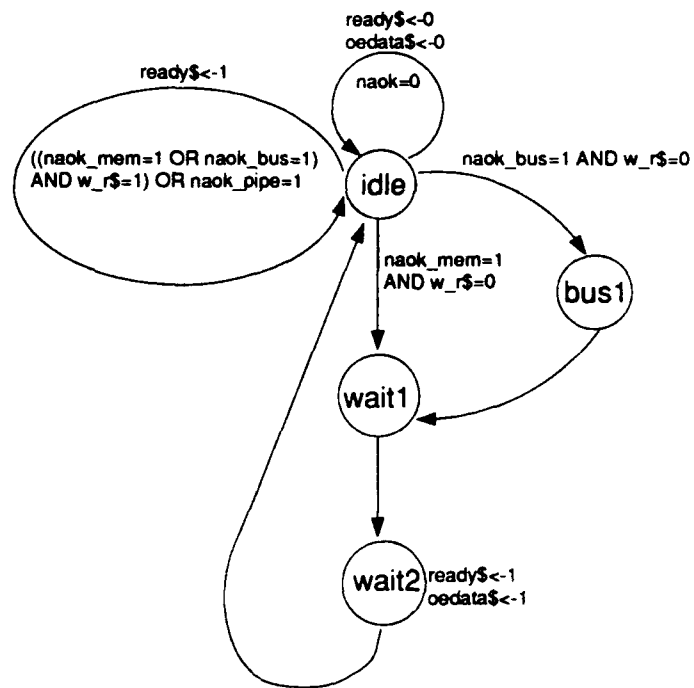 ready$<-0
oedata$<-0
ready$<-1
naok=0
((naok_mem=1 OR naok_bus=1)
AND w_r$=1) OR naok_pipe=1
idle
naok_bus=1 AND w_r$=0
naok_mem=1
AND w_r$=0
bus1
wait1
wait2
ready$<-1
oedata$<-1